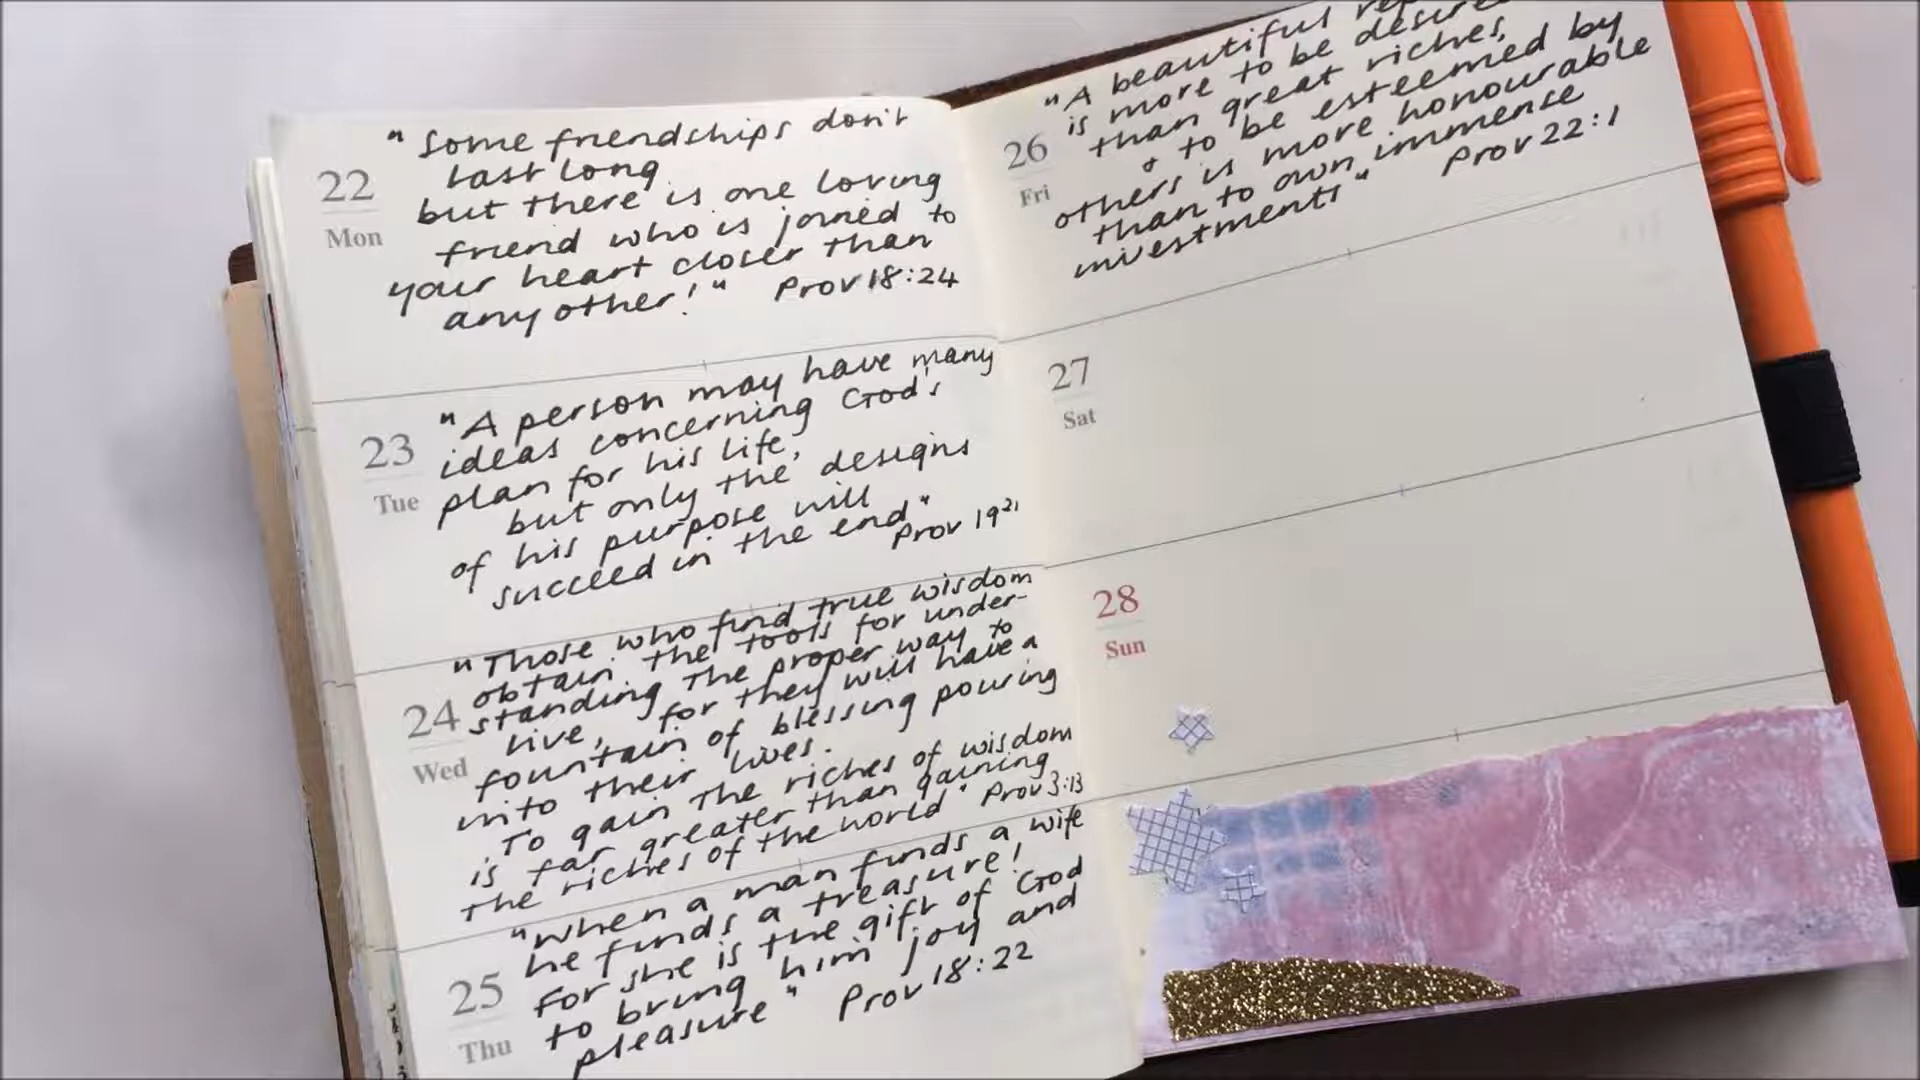 22
Mon
"Some friendships don't
last long
but there is one loving
friend who is joined to
your heart closer than
any other!" Prov 18:24
23
Tue
"A person may have many
ideas concerning God's
plan for his life,
but only the designs
of his purpose will
succeed in the end"
Prov 19 21
24
Wed
"Those who find true wisdom
obtain the tools for under-
standing the proper way to
live, for they will have a
fountain of blessing pouring
into their lives.
To gain the riches of wisdom
is far greater than gaining
the riches of the world" Prov 3:13
25
Thu
"When a man finds a wife
he finds a treasure!
For she is the gift of God
to bring him joy and
pleasure" Prov 18:22
26
Fri
"A beautiful
is more to be
than great riches,
& to be esteemed by
others is more honourable
than to own immense
investments" Prov 22:1
27
Sat
28
Sun